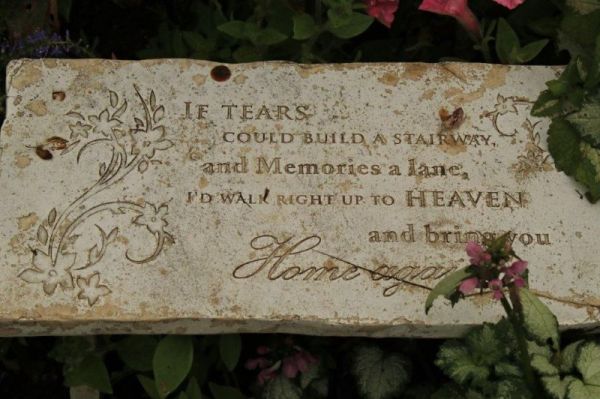 IF TEARS
COULD BUILD A STAIRWAY,
and Memories a lane,
I'D WALK RIGHT UP TO HEAVEN
and bring you
Home again